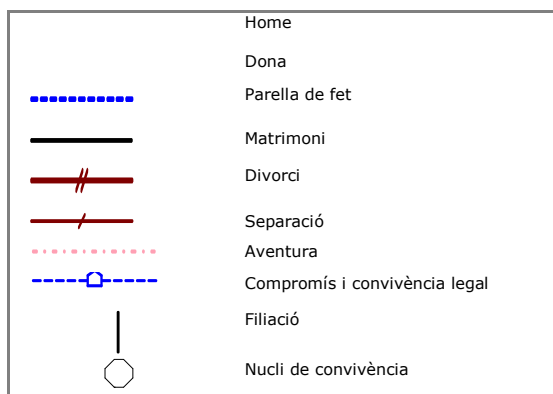 Home
Dona
Parella de fet
Matrimoni
Divorci
Separació
Aventura
Compromís i convivència legal
Filiació
Nucli de convivència